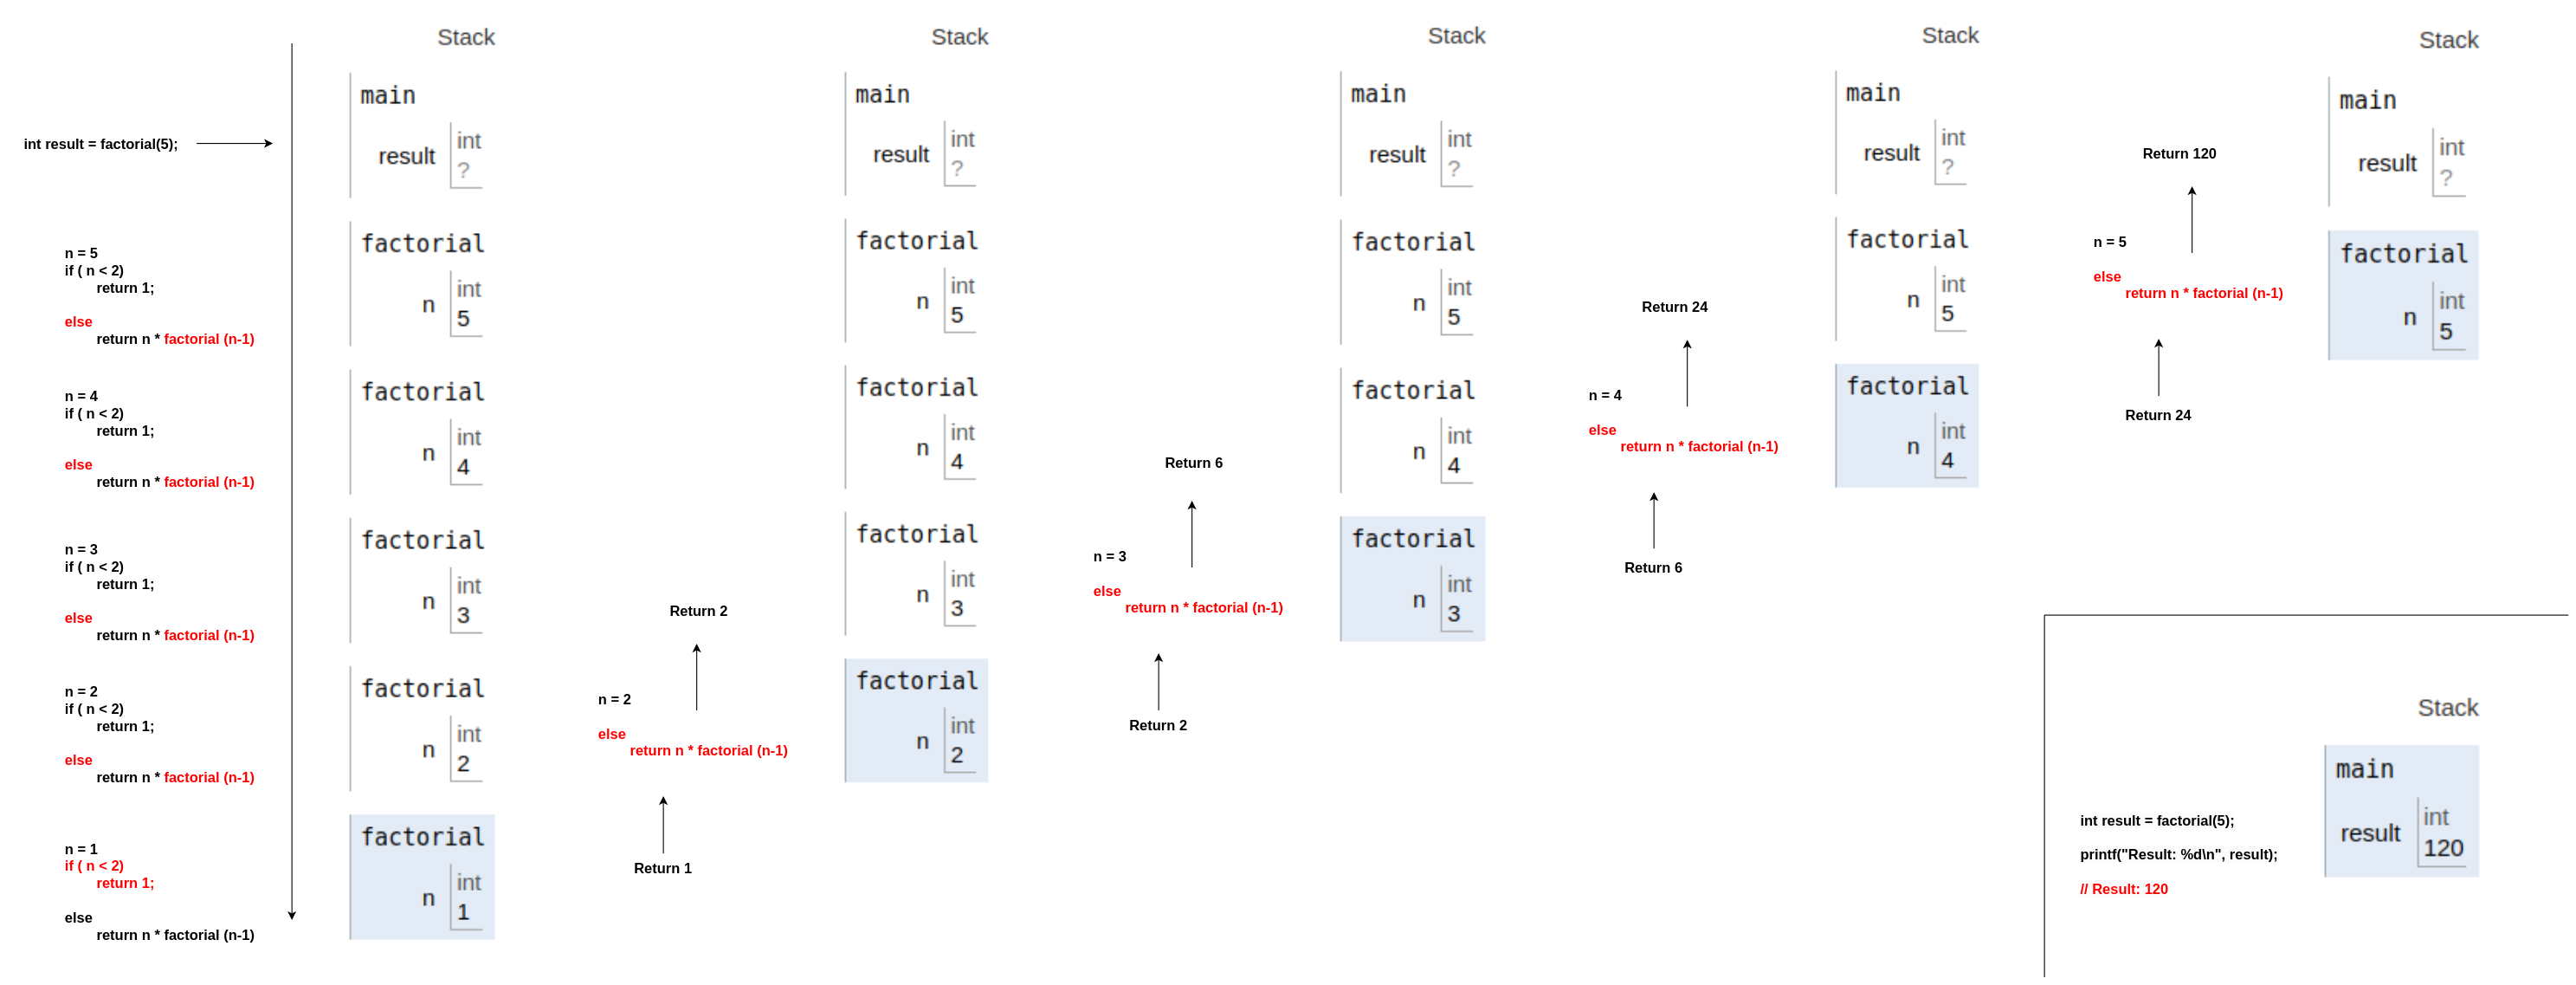 int result = factorial(5);
n = 5
if ( n < 2)
return 1;
else
return n * factorial (n-1)
n = 4
if ( n < 2)
return 1;
else
return n * factorial (n-1)
n = 3
if ( n < 2)
return 1;
else
return n * factorial (n-1)
n = 2
if ( n < 2)
return 1;
else
return n * factorial (n-1)
n = 1
if ( n < 2)
return 1;
else
return n * factorial (n-1)
Stack
main
int
result
?
factorial
int
n
5
factorial
int
n
4
factorial
int
n
3
factorial
int
n
2
factorial
int
n
1
Return 2
n = 2
else
return n * factorial (n-1)
Return 1
Stack
main
int
result
?
factorial
int
n
5
factorial
int
n
4
factorial
int
n
3
factorial
int
n
2
Return 6
n = 3
else
return n * factorial (n-1)
Return 2
Stack
main
int
result
?
factorial
int
n
5
factorial
int
n
4
factorial
int
n
3
Return 24
n = 4
else
return n * factorial (n-1)
Return 6
Stack
main
int
result
?
factorial
int
n
5
factorial
int
n
4
Return 120
n = 5
else
return n * factorial (n-1)
Return 24
Stack
main
int
result
?
factorial
int
n
5
int result = factorial(5);
printf("Result: %d\n", result);
// Result: 120
Stack
main
int
result
120